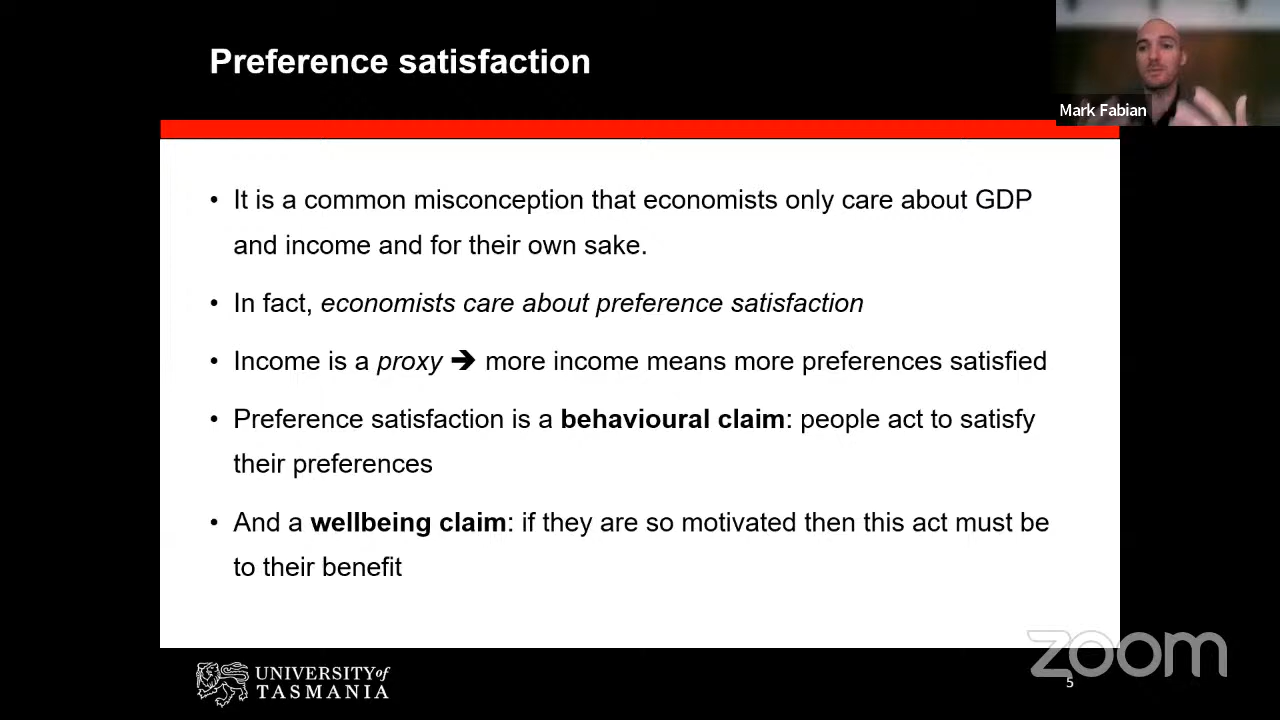 Preference satisfaction
Mark Fabian
• It is a common misconception that economists only care about GDP
and income and for their own sake.
• In fact, economists care about preference satisfaction
• Income is a proxy ➔ more income means more preferences satisfied
• Preference satisfaction is a behavioural claim: people act to satisfy
their preferences
• And a wellbeing claim: if they are so motivated then this act must be
to their benefit
zoom
UNIVERSITY of
TASMANIA
5